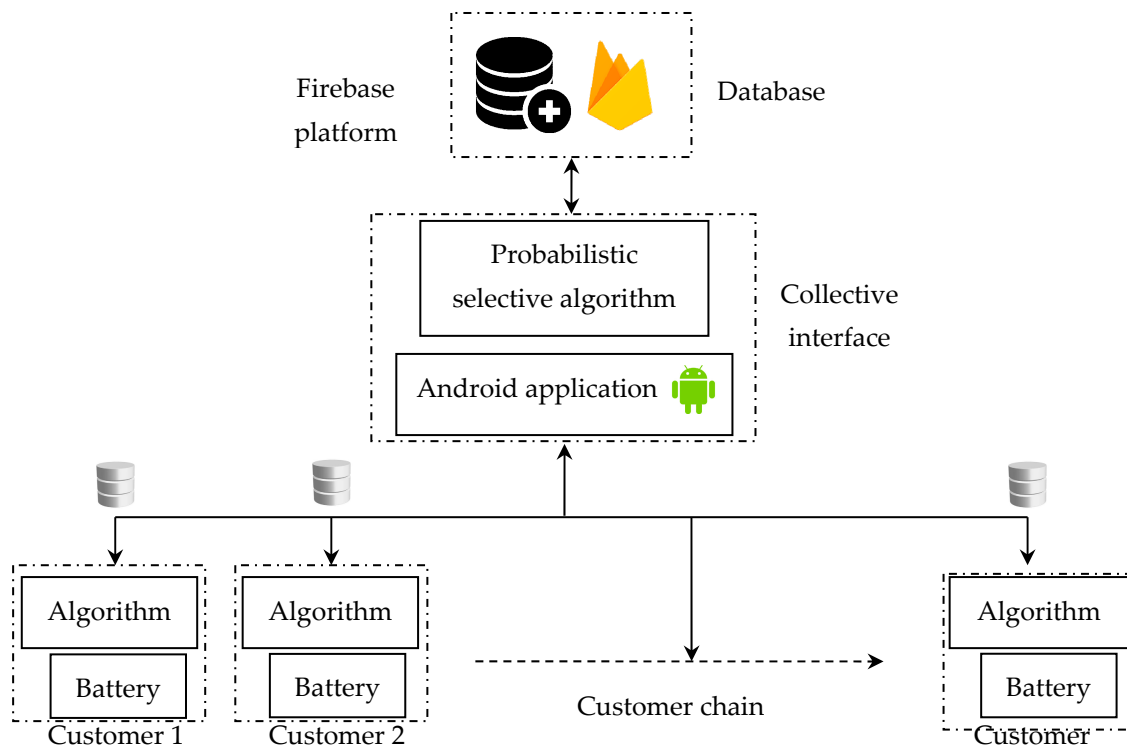 Firebase
platform
Database
Probabilistic
selective algorithm
Collective
interface
Android application
Algorithm
Battery
Customer 1
Algorithm
Battery
Customer 2
Customer chain
Algorithm
Battery
Customer